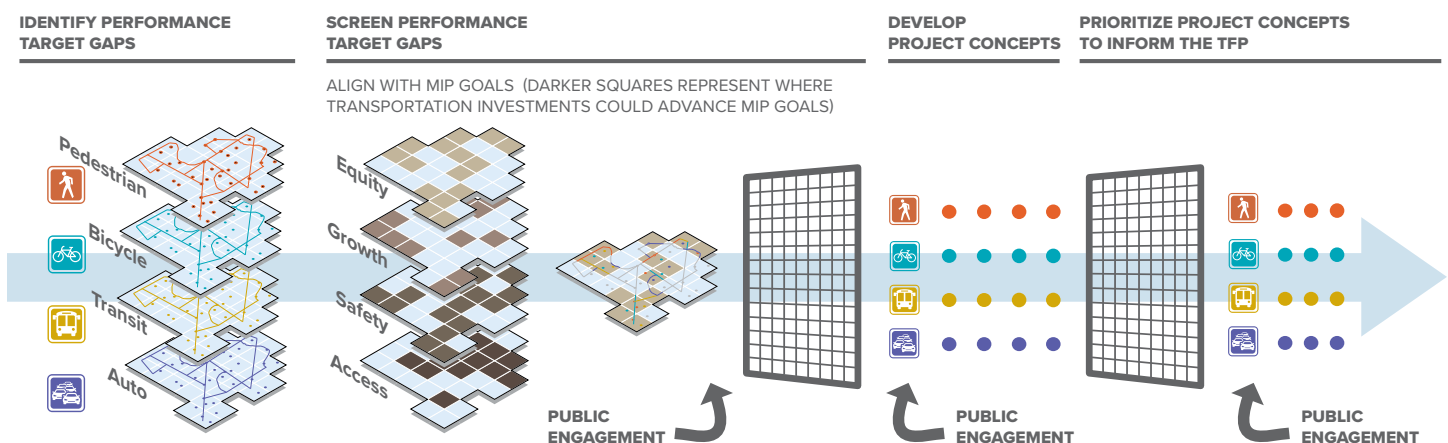 IDENTIFY PERFORMANCE
TARGET GAPS
SCREEN PERFORMANCE
TARGET GAPS
ALIGN WITH MIP GOALS (DARKER SQUARES REPRESENT WHERE
TRANSPORTATION INVESTMENTS COULD ADVANCE MIP GOALS)
DEVELOP
PROJECT CONCEPTS
PRIORITIZE PROJECT CONCEPTS
TO INFORM THE TFP
Pedestrian
Bicycle
Transit
Auto
Equity
Growth
Safety
Access
PUBLIC
ENGAGEMENT
PUBLIC
ENGAGEMENT
PUBLIC
ENGAGEMENT